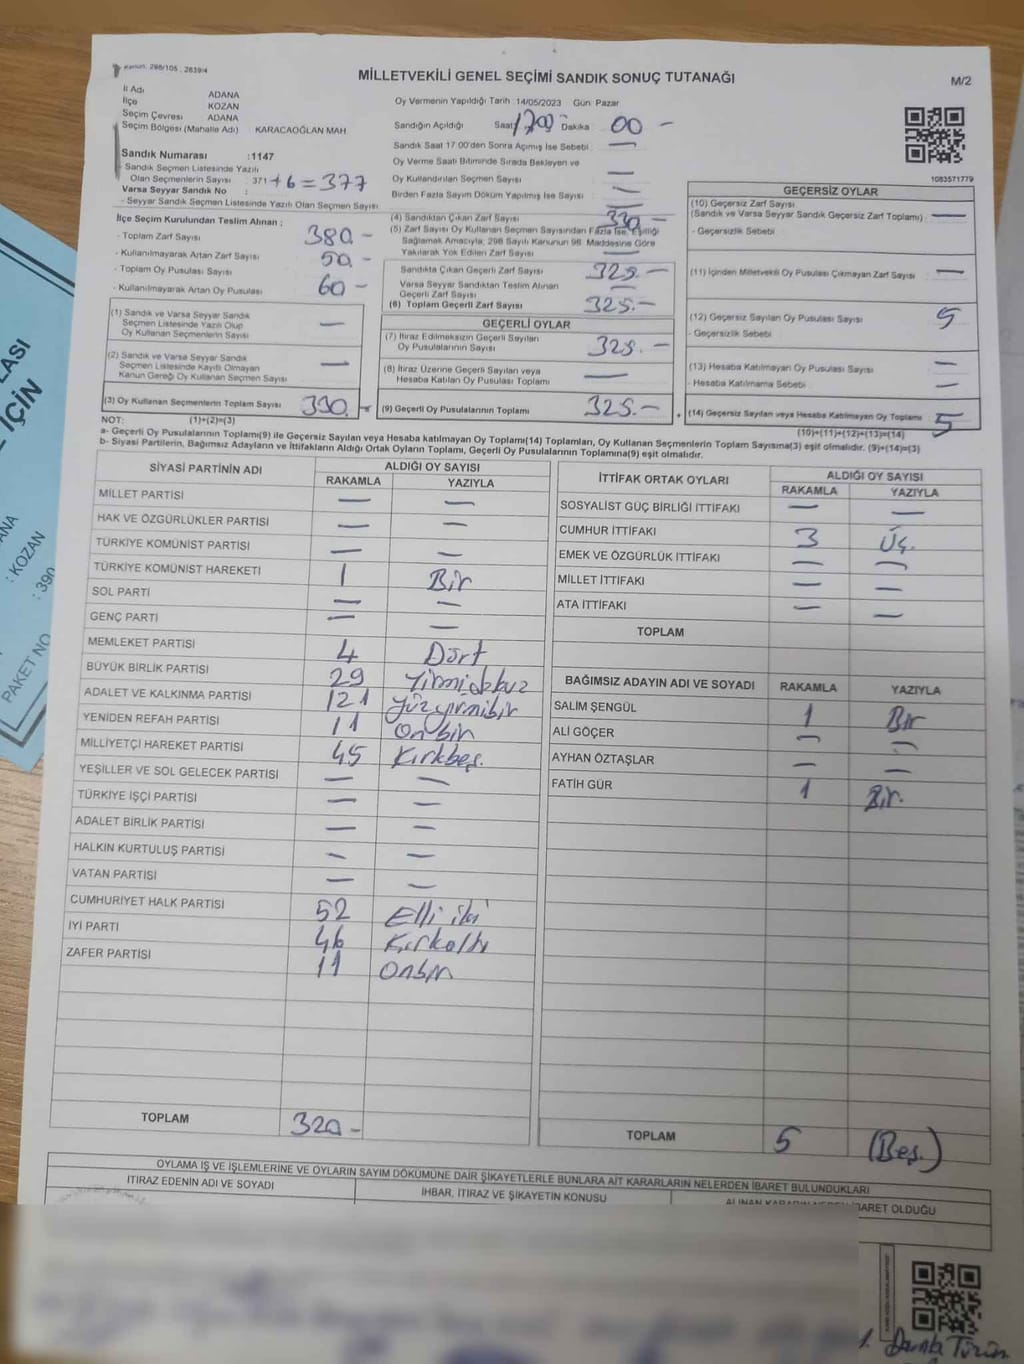 Kanun: 298/105 , 2839/4
MİLLETVEKİLİ GENEL SEÇİMİ SANDIK SONUÇ TUTANAĞI
M/2
İl Adı ADANA
İlçe KOZAN
Seçim Çevresi ADANA
Seçim Bölgesi (Mahalle Adı) KARACAOĞLAN MAH.
Sandık Numarası :1147
- Sandık Seçmen Listesinde Yazılı
Olan Seçmenlerin Sayısı : 371 +6=377
Varsa Seyyar Sandık No :
- Seyyar Sandık Listesinde Yazılı Olan Seçmen Sayısı
İlçe Seçim Kurulundan Teslim Alınan ;
- Toplam Zarf Sayısı 380.-
- Kullanılmayarak Artan Zarf Sayısı 50.-
- Toplam Oy Pusulası Sayısı
- Kullanılmayarak Artan Oy Pusulası 60-
(1) Sandık ve Varsa Seyyar Sandık
Seçmen Listesinde Yazılı Olup
Oy Kullanan Seçmenlerin Sayısı —
(2) Sandık ve Varsa Seyyar Sandık
Seçmen Listesinde Kayıtlı Olmayan
Kanun Gereği Oy Kullanan Seçmen Sayısı —
(3) Oy Kullanan Seçmenlerin Toplam Sayısı 330.-
NOT: (1)+(2)=(3)
Oy Vermenin Yapıldığı Tarih :14/05/2023 Gün: Pazar
Sandığın Açıldığı Saat 1700 Dakika 00 -
Sandık Saat 17:00'den Sonra Açımış İse Sebebi —
Oy Verme Saati Bitiminde Sırada Bekleyen ve
Oy Kullandırılan Seçmen Sayısı —
Birden Fazla Sayım Döküm Yapılmış İse Sayısı —
(4) Sandıktan Çıkan Zarf Sayısı 330.-
(5) Zarf Sayısı Oy Kullanan Seçmen Sayısından Fazla İse, Eşitliği
Sağlamak Amacıyla; 298 Sayılı Kanunun 98. Maddesine Göre
Yakılarak Yok Edilen Zarf Sayısı —
Sandıkta Çıkan Geçerli Zarf Sayısı 325.-
Varsa Seyyar Sandıktan Teslim Alınan
Geçerli Zarf Sayısı —
(6) Toplam Geçerli Zarf Sayısı 325.-
GEÇERLİ OYLAR
(7) İtiraz Edilmeksizin Geçerli Sayılan
Oy Pusulalarının Sayısı 325.-
(8) İtiraz Üzerine Geçerli Sayılan veya
Hesaba Katılan Oy Pusulası Toplamı —
(9) Geçerli Oy Pusulalarının Toplamı 325.-
1083571779
GEÇERSİZ OYLAR
(10) Geçersiz Zarf Sayısı
(Sandık ve Varsa Seyyar Sandık Geçersiz Zarf Toplamı) —
- Geçersizlik Sebebi
(11) İçinden Milletvekili Oy Pusulası Çıkmayan Zarf Sayısı —
(12) Geçersiz Sayılan Oy Pusulası Sayısı 5
- Geçersizlik Sebebi
(13) Hesaba Katılmayan Oy Pusulası Sayısı —
- Hesaba Katılmama Sebebi —
(14) Geçersiz Sayılan veya Hesaba Katılmayan Oy Toplamı 5
(10)+(11)+(12)+(13)=(14)
a- Geçerli Oy Pusulalarının Toplamı(9) ile Geçersiz Sayılan veya Hesaba katılmayan Oy Toplamı(14) Toplamları, Oy Kullanan Seçmenlerin Toplam Sayısına(3) eşit olmalıdır. (9)+(14)=(3)
b- Siyasi Partilerin, Bağımsız Adayların ve İttifakların Aldığı Ortak Oyların Toplamı, Geçerli Oy Pusulalarının Toplamına(9) eşit olmalıdır.
SİYASİ PARTİNİN ADI ALDIĞI OY SAYISI
RAKAMLA YAZIYLA
MİLLET PARTİSİ — —
HAK VE ÖZGÜRLÜKLER PARTİSİ — —
TÜRKİYE KOMÜNİST PARTİSİ — —
TÜRKİYE KOMÜNİST HAREKETİ 1 Bir
SOL PARTİ — —
GENÇ PARTİ — —
MEMLEKET PARTİSİ 4 Dört
BÜYÜK BİRLİK PARTİSİ 29 Yirmidokuz
ADALET VE KALKINMA PARTİSİ 121 Yüzyirmibir
YENİDEN REFAH PARTİSİ 11 Onbir
MİLLİYETÇİ HAREKET PARTİSİ 45 Kırkbeş.
YEŞİLLER VE SOL GELECEK PARTİSİ — —
TÜRKİYE İŞÇİ PARTİSİ — —
ADALET BİRLİK PARTİSİ — —
HALKIN KURTULUŞ PARTİSİ — —
VATAN PARTİSİ — —
CUMHURİYET HALK PARTİSİ 52 Elli iki
İYİ PARTİ 46 Kırkaltı
ZAFER PARTİSİ 11 Onbir
TOPLAM 320-
İTTİFAK ORTAK OYLARI ALDIĞI OY SAYISI
RAKAMLA YAZIYLA
SOSYALİST GÜÇ BİRLİĞİ İTTİFAKI — —
CUMHUR İTTİFAKI 3 Üç.
EMEK VE ÖZGÜRLÜK İTTİFAKI — —
MİLLET İTTİFAKI — —
ATA İTTİFAKI — —
TOPLAM
BAĞIMSIZ ADAYIN ADI VE SOYADI RAKAMLA YAZIYLA
SALİM ŞENGÜL 1 Bir
ALİ GÖÇER — —
AYHAN ÖZTAŞLAR — —
FATİH GÜR 1 Bir.
TOPLAM 5 (Beş.)
OYLAMA İŞ VE İŞLEMLERİNE VE OYLARIN SAYIM DÖKÜMÜNE DAİR ŞİKAYETLERLE BUNLARA AİT KARARLARIN NELERDEN İBARET BULUNDUKLARI
İTİRAZ EDENİN ADI VE SOYADI
İHBAR, İTİRAZ VE ŞİKAYETİN KONUSU
ALINAN KARARIN NEDEN İBARET OLDUĞU
LASI
İÇİN
ANA
: KOZAN
: 390
PAKET NO